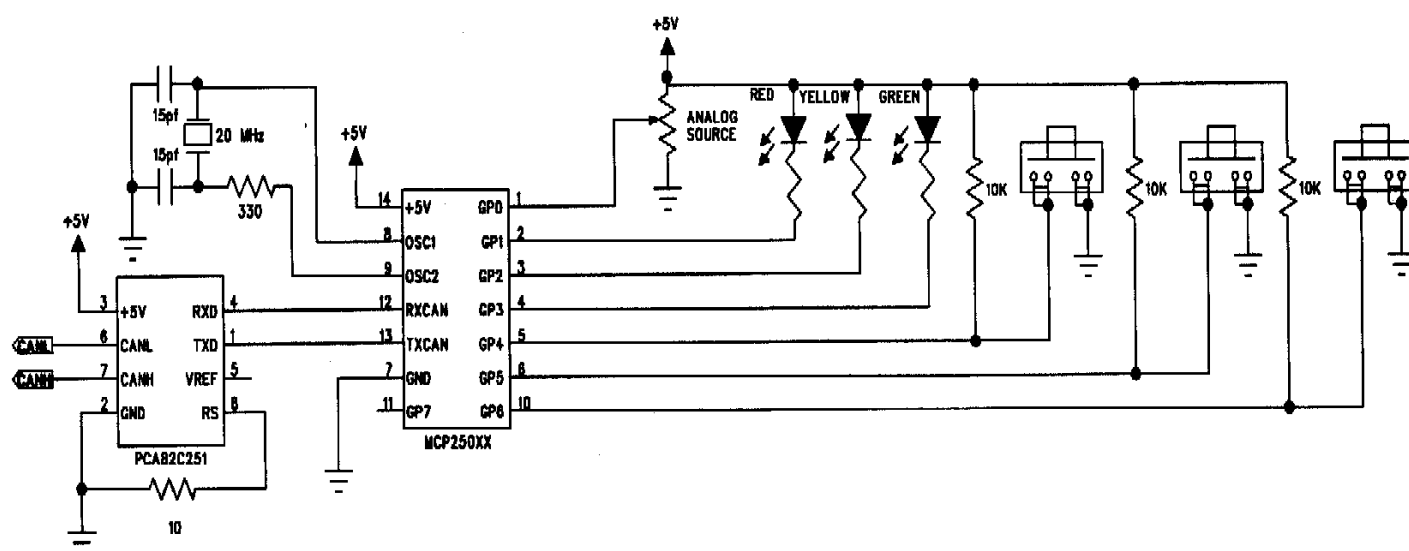 +5V
RED
YELLOW
GREEN
15pf
20 MHz
15pf
+5V
ANALOG
SOURCE
10K
10K
10K
330
+5V
14 +5V GP0 1
8 OSC1 GP1 2
9 OSC2 GP2 3
12 RXCAN GP3 4
13 TXCAN GP4 5
7 GND GP5 6
11 GP7 GP6 10
MCP250XX
3 +5V RXD 4
CANL 6 CANL TXD 1
CANH 7 CANH VREF 5
2 GND RS 8
PCA82C251
10